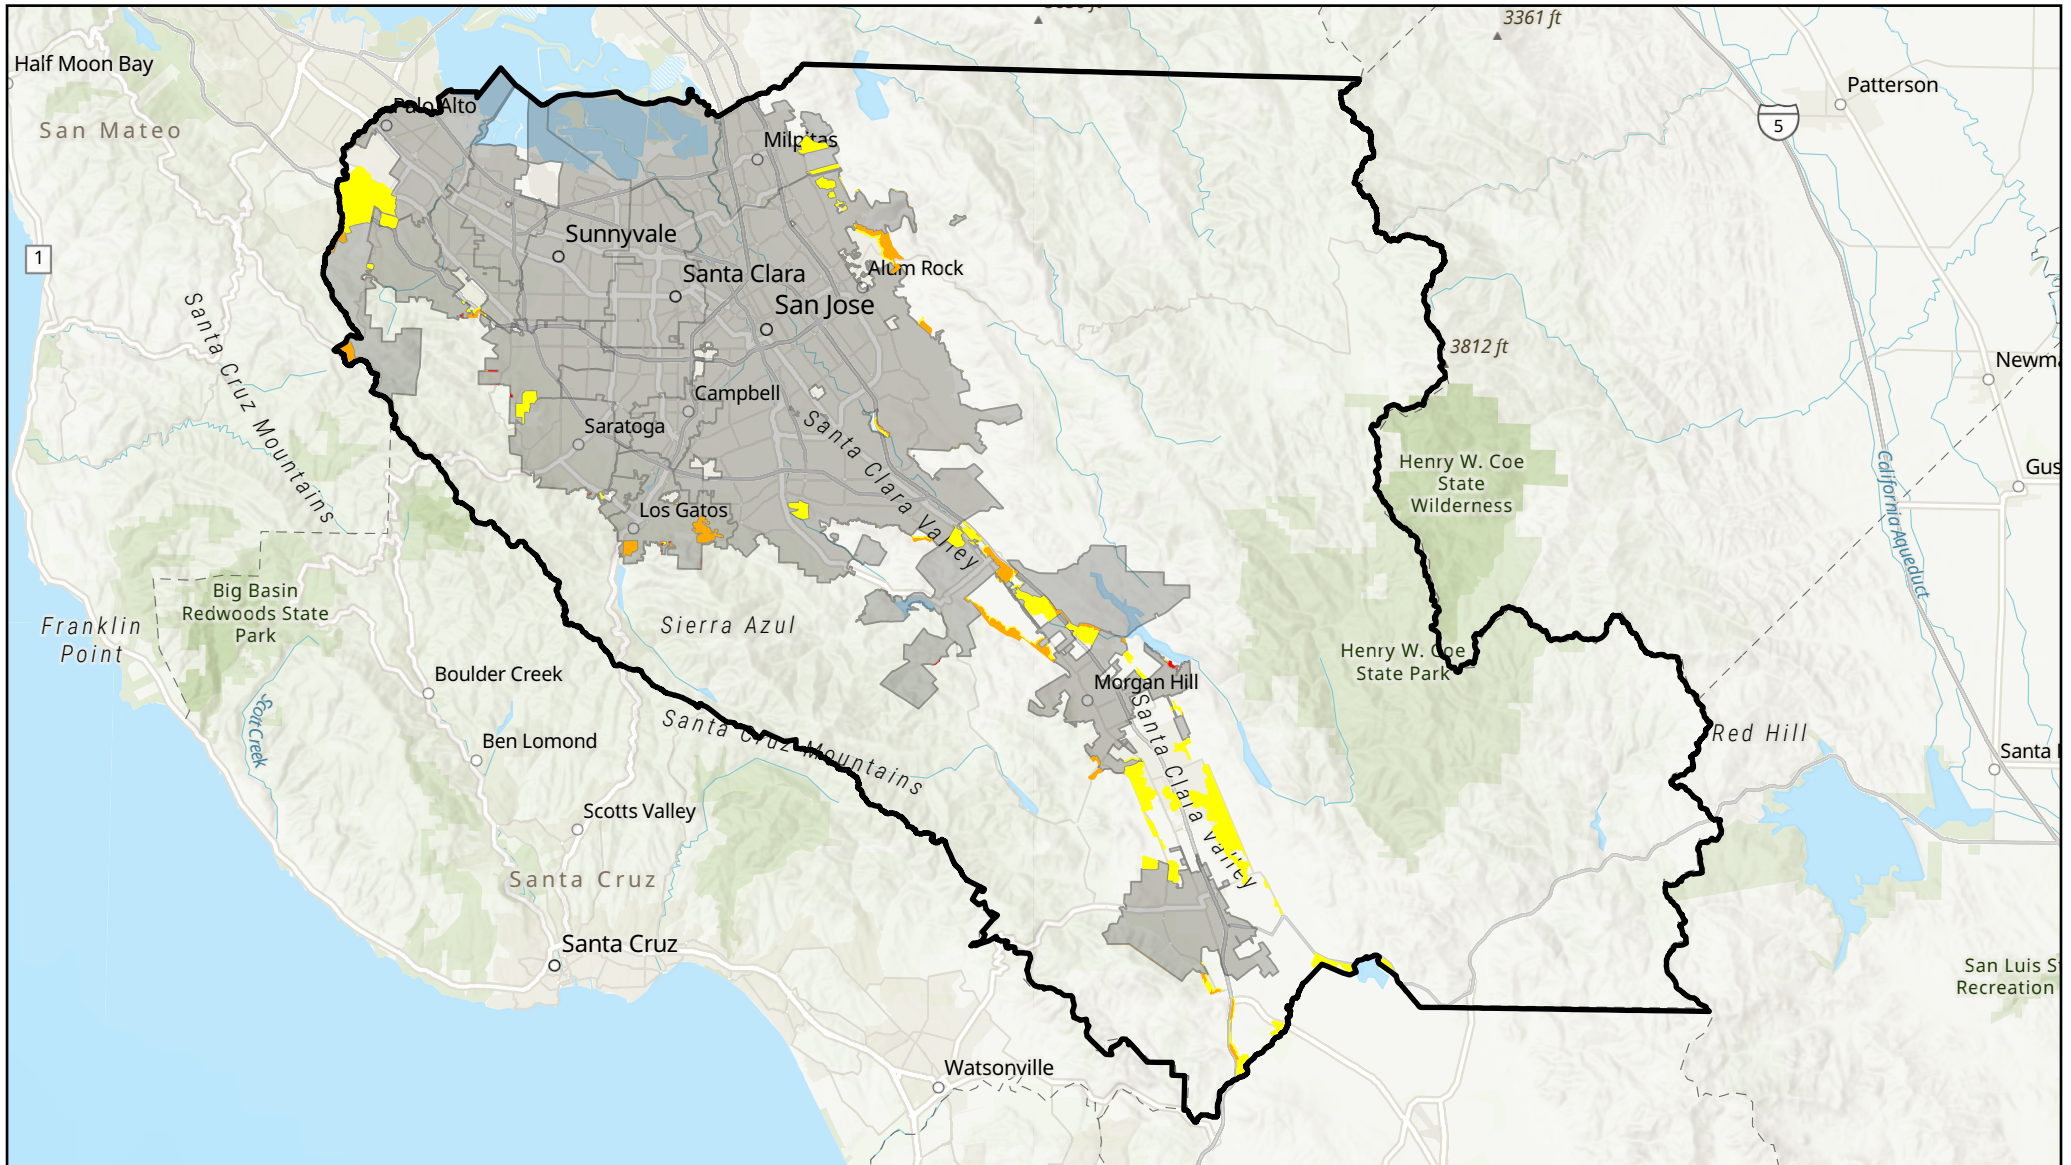 3361 ft
Half Moon Bay
Patterson
Palo Alto
San Mateo
5
Milpitas
Sunnyvale
1
Santa Clara
Alum Rock
San Jose
Santa Cruz Mountains
3812 ft
Newm
Campbell
Saratoga
Santa Clara Valley
Henry W. Coe
State
Wilderness
Gus
California Aqueduct
Los Gatos
Big Basin
Redwoods State
Park
Franklin
Point
Sierra Azul
Henry W. Coe
State Park
Boulder Creek
Morgan Hill
Scott Creek
Santa Cruz Mountains
Santa Clara Valley
Red Hill
Ben Lomond
Santa
Scotts Valley
Santa Cruz
Santa Cruz
San Luis S
Recreation
Watsonville